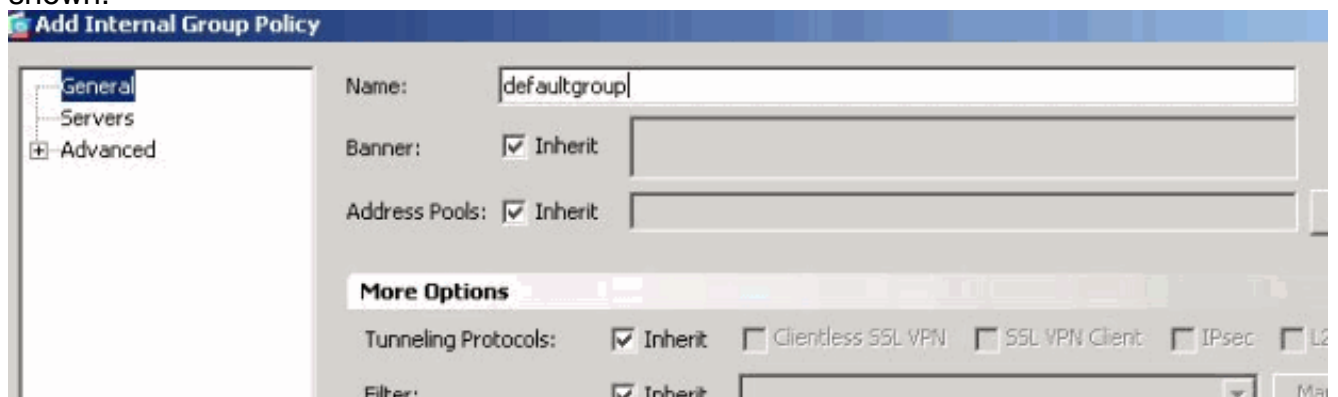 shown.
Add Internal Group Policy
General
Servers
Advanced
Name: defaultgroup
Banner: Inherit
Address Pools: Inherit
More Options
Tunneling Protocols: Inherit Clientless SSL VPN SSL VPN Client IPsec L2
Filter: Inherit